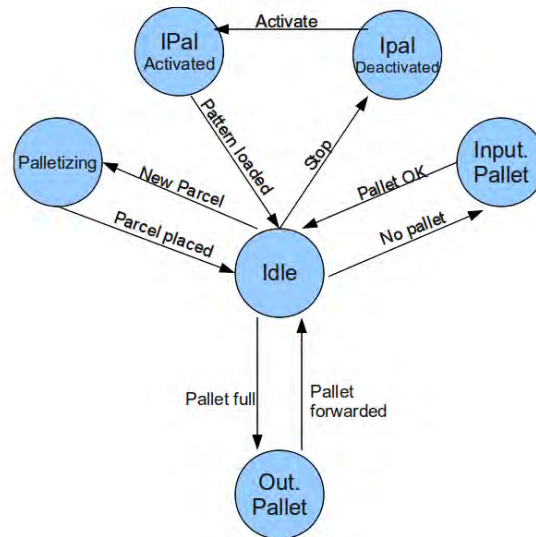 Activate
IPal
Activated
Ipal
Deactivated
Pattern loaded
Stop
Palletizing
New Parcel
Parcel placed
Input.
Pallet
Pallet OK
No pallet
Idle
Pallet full
Pallet
forwarded
Out.
Pallet